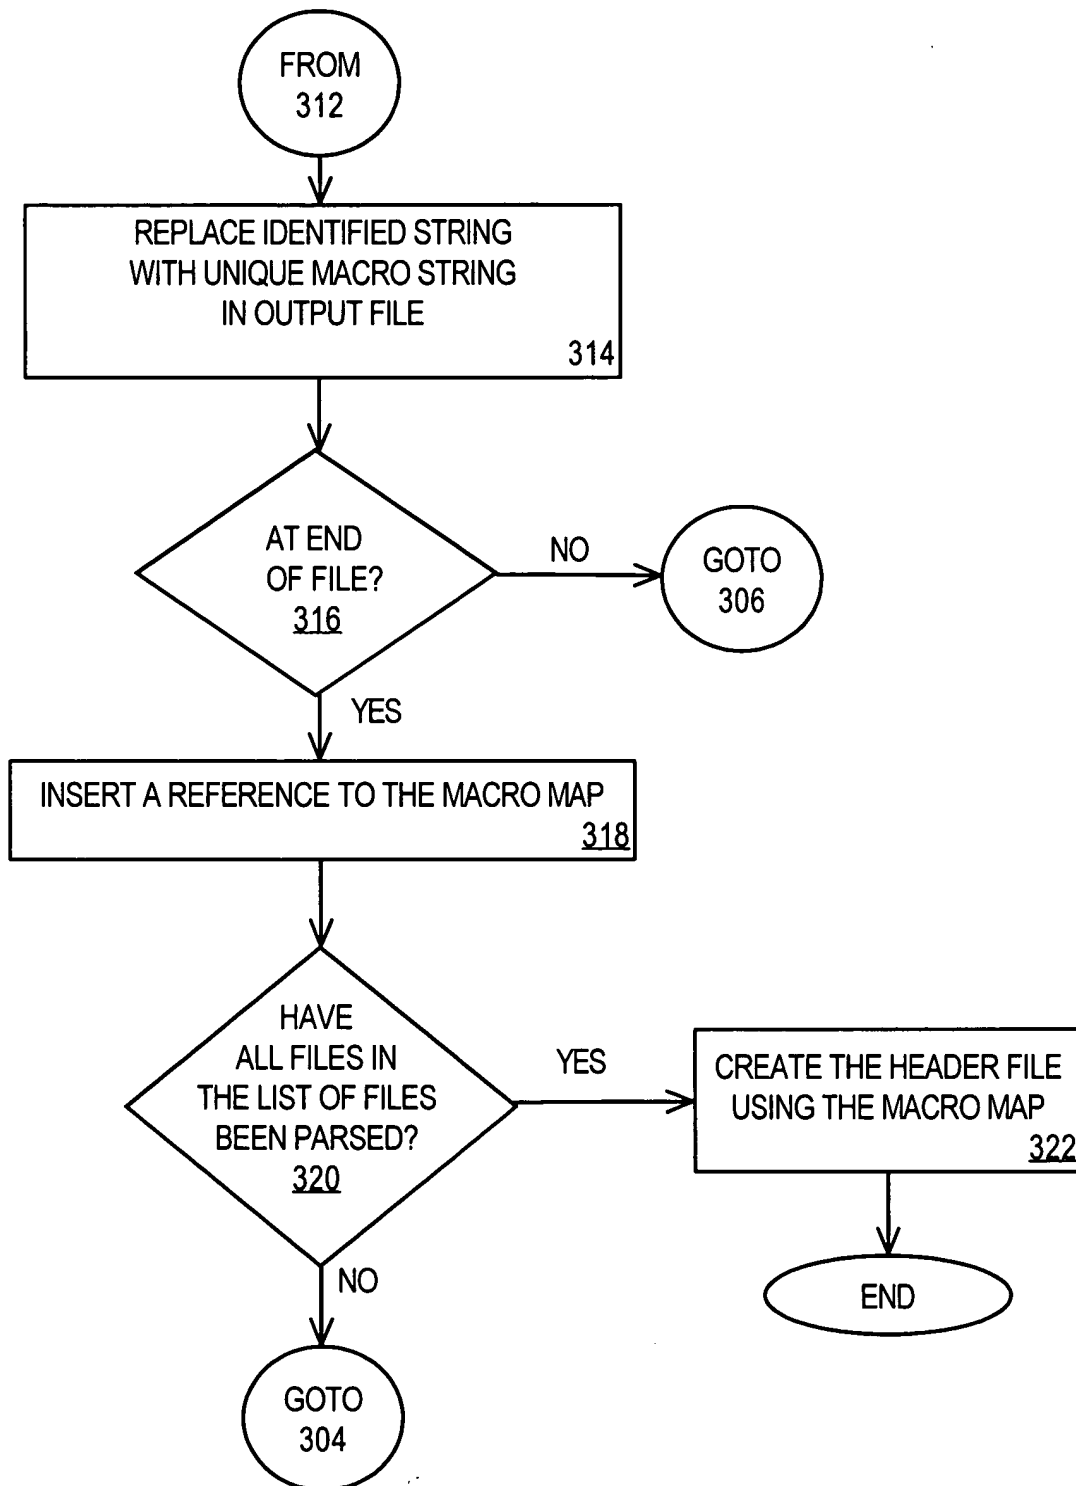 FROM
312
REPLACE IDENTIFIED STRING
WITH UNIQUE MACRO STRING
IN OUTPUT FILE
314
AT END
OF FILE?
316
NO
GOTO
306
YES
INSERT A REFERENCE TO THE MACRO MAP
318
HAVE
ALL FILES IN
THE LIST OF FILES
BEEN PARSED?
320
YES
CREATE THE HEADER FILE
USING THE MACRO MAP
322
END
NO
GOTO
304